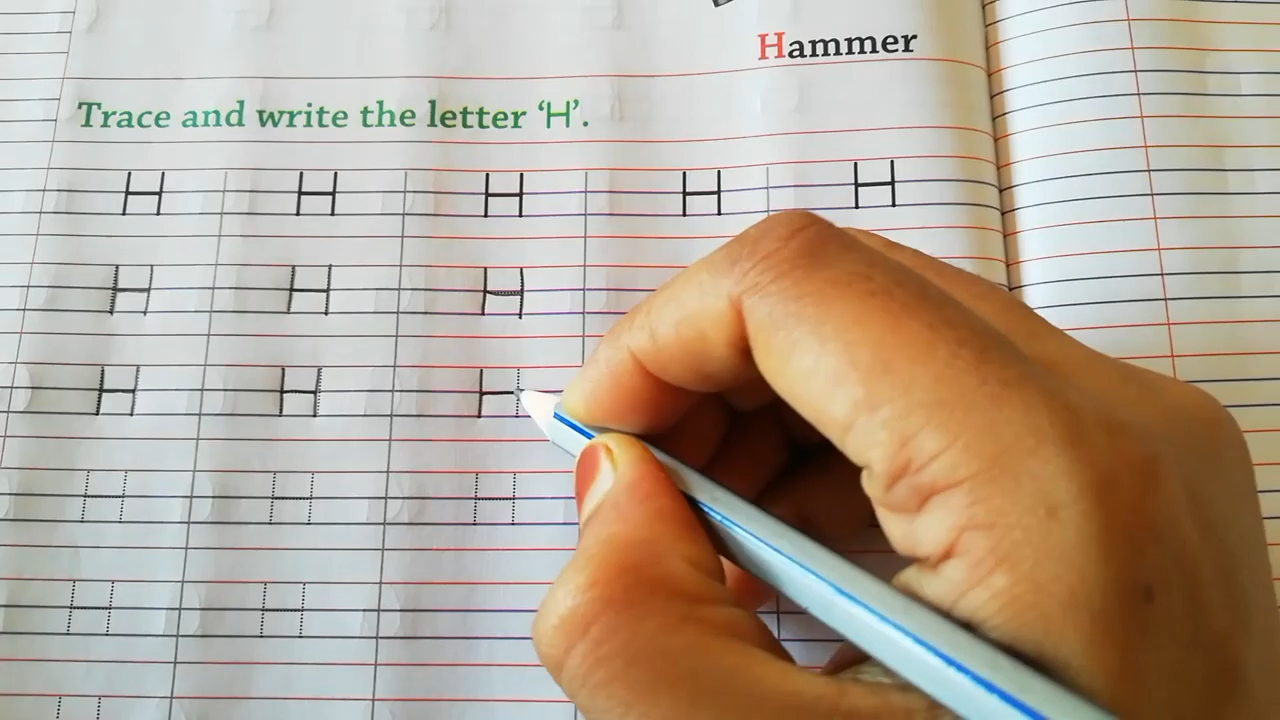 Hammer
Trace and write the letter ‘H’.
H H H H H
H H H
H H H
H H H
H H